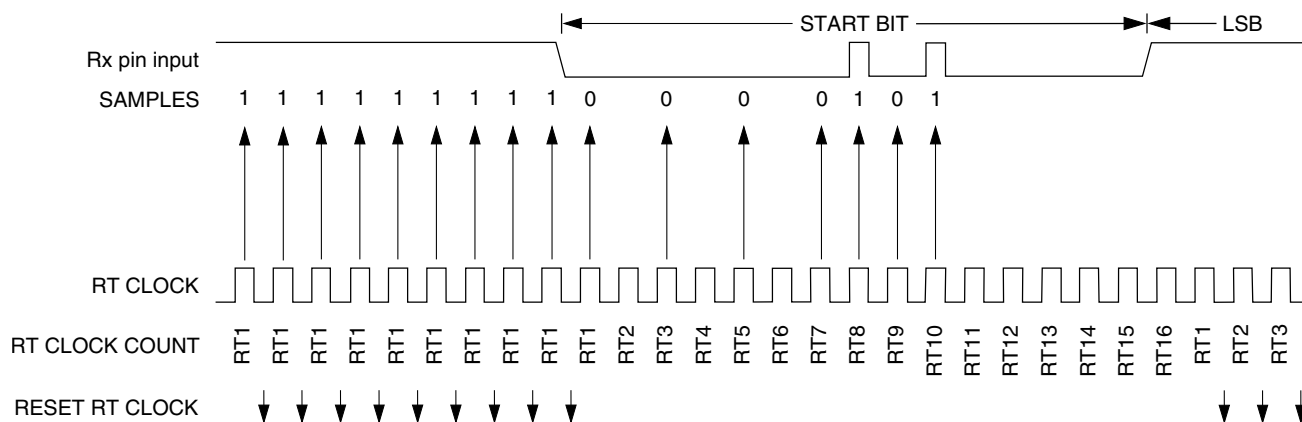 START BIT LSB
Rx pin input
SAMPLES 1 1 1 1 1 1 1 1 1 0 0 0 0 1 0 1
RT CLOCK
RT CLOCK COUNT RT1 RT1 RT1 RT1 RT1 RT1 RT1 RT1 RT1 RT1 RT2 RT3 RT4 RT5 RT6 RT7 RT8 RT9 RT10 RT11 RT12 RT13 RT14 RT15 RT16 RT1 RT2 RT3
RESET RT CLOCK